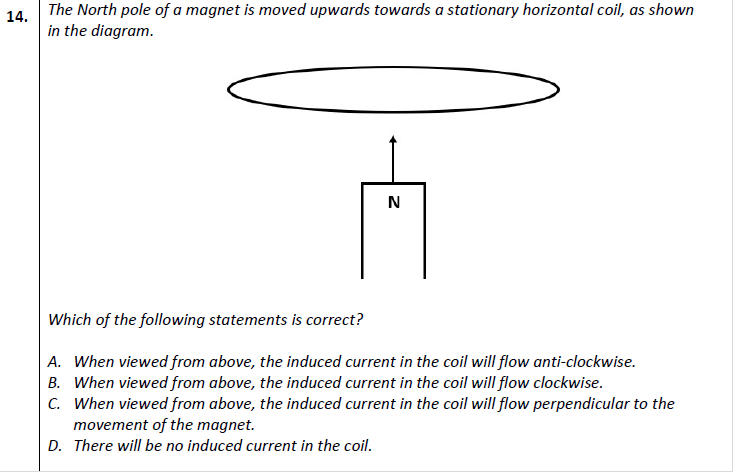 14. The North pole of a magnet is moved upwards towards a stationary horizontal coil, as shown
in the diagram.
N
Which of the following statements is correct?
A. When viewed from above, the induced current in the coil will flow anti-clockwise.
B. When viewed from above, the induced current in the coil will flow clockwise.
C. When viewed from above, the induced current in the coil will flow perpendicular to the
movement of the magnet.
D. There will be no induced current in the coil.